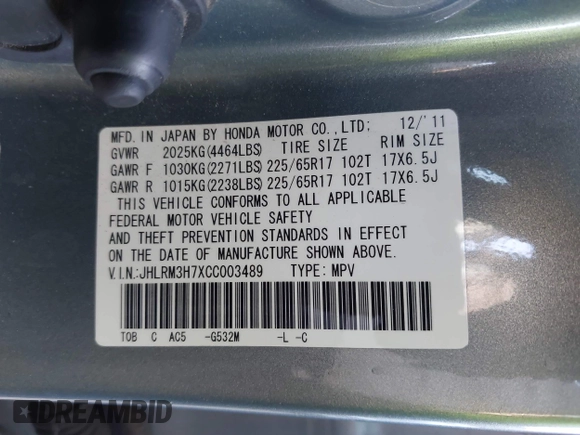 MFD. IN JAPAN BY HONDA MOTOR CO., LTD; 12/'11
GVWR 2025KG(4464LBS) TIRE SIZE RIM SIZE
GAWR F 1030KG(2271LBS) 225/65R17 102T 17X6.5J
GAWR R 1015KG(2238LBS) 225/65R17 102T 17X6.5J
THIS VEHICLE CONFORMS TO ALL APPLICABLE
FEDERAL MOTOR VEHICLE SAFETY
AND THEFT PREVENTION STANDARDS IN EFFECT
ON THE DATE OF MANUFACTURE SHOWN ABOVE.
V.I.N:JHLRM3H7XCC003489 TYPE: MPV
TOB C AC5 -G532M -L -C
DREAMBID